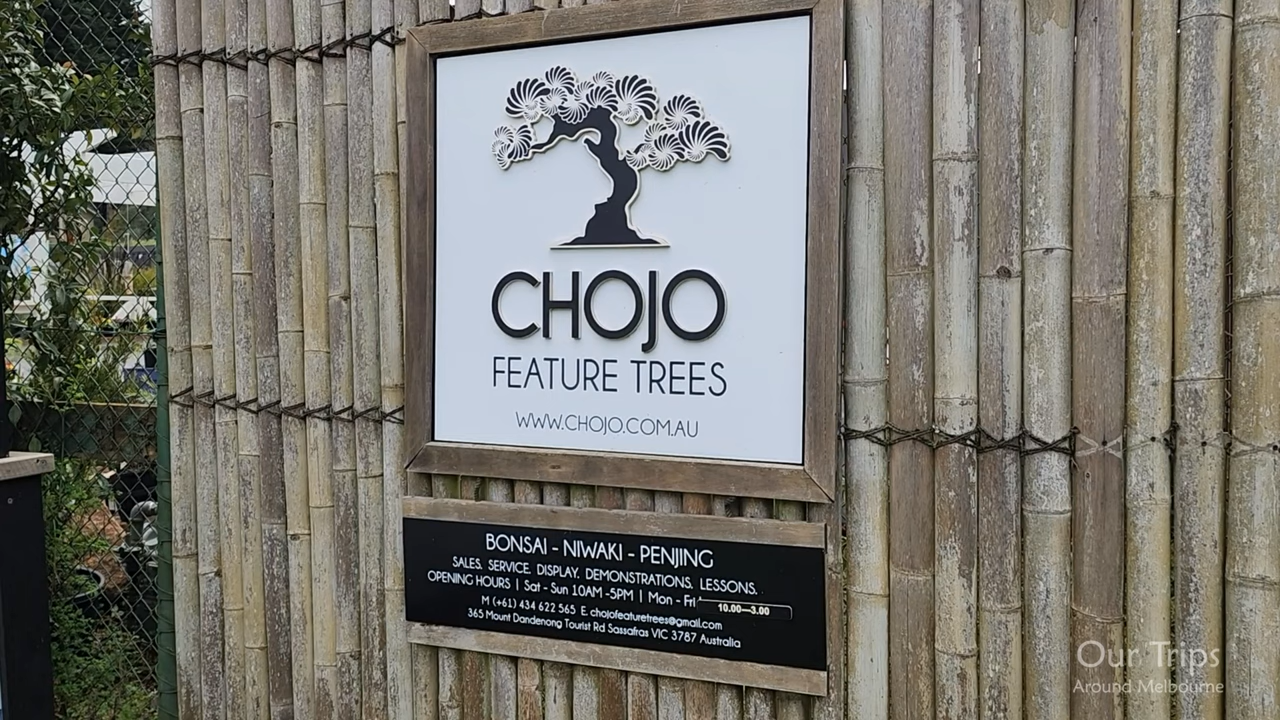 CHOJO
FEATURE TREES
WWW.CHOJO.COM.AU
BONSAI - NIWAKI - PENJING
SALES. SERVICE. DISPLAY. DEMONSTRATIONS. LESSONS.
OPENING HOURS | Sat - Sun 10AM -5PM | Mon - Fri 10.00—3.00
M (+61) 434 622 565 E. chojofeaturetrees@gmail.com
365 Mount Dandenong Tourist Rd Sassafras VIC 3787 Australia
Our Trips
Around Melbourne